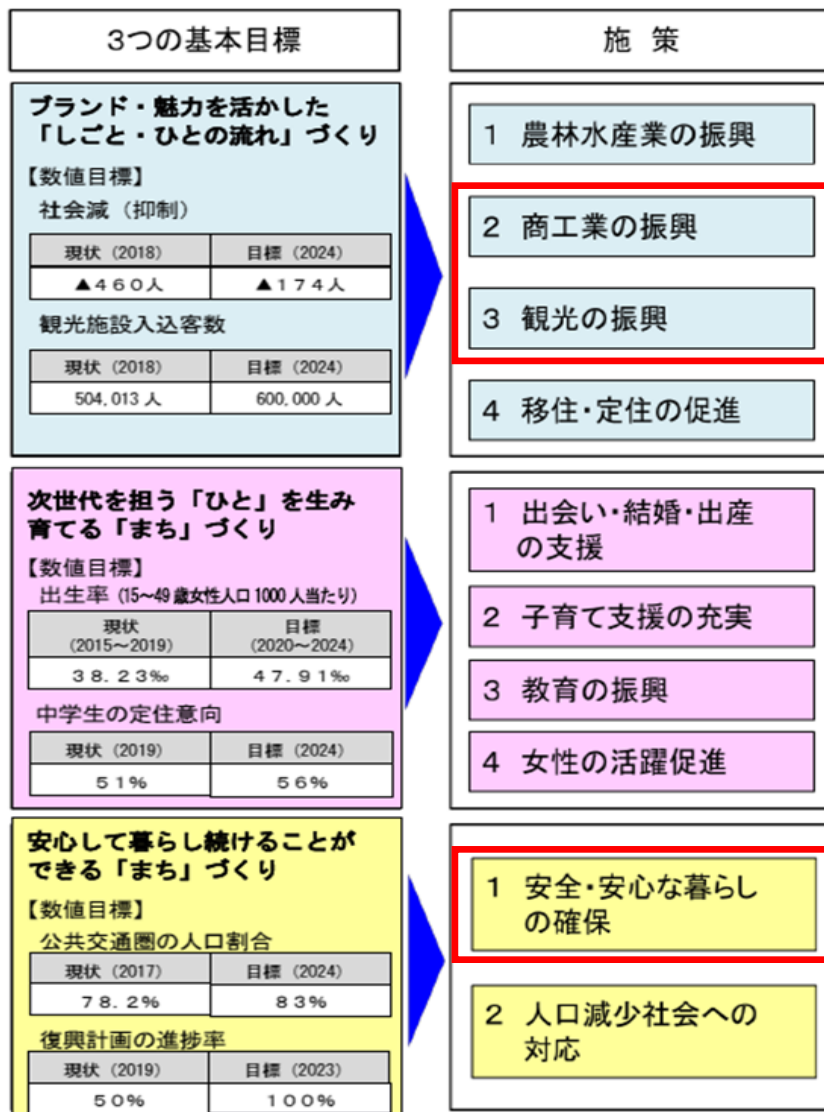 3つの基本目標
施 策
ブランド・魅力を活かした
「しごと・ひとの流れ」づくり
【数値目標】
社会減（抑制）
現状（2018） 目標（2024）
▲460人 ▲174人
観光施設入込客数
現状（2018） 目標（2024）
504,013 人 600,000 人
1 農林水産業の振興
2 商工業の振興
3 観光の振興
4 移住・定住の促進
次世代を担う「ひと」を生み
育てる「まち」づくり
【数値目標】
出生率（15～49 歳女性人口 1000 人当たり）
現状 目標
（2015～2019） （2020～2024）
38.23‰ 47.91‰
中学生の定住意向
現状（2019） 目標（2024）
51% 56%
1 出会い・結婚・出産
の支援
2 子育て支援の充実
3 教育の振興
4 女性の活躍促進
安心して暮らし続けることが
できる「まち」づくり
【数値目標】
公共交通圏の人口割合
現状（2017） 目標（2024）
78.2% 83%
復興計画の進捗率
現状（2019） 目標（2023）
50% 100%
1 安全・安心な暮らし
の確保
2 人口減少社会への
対応